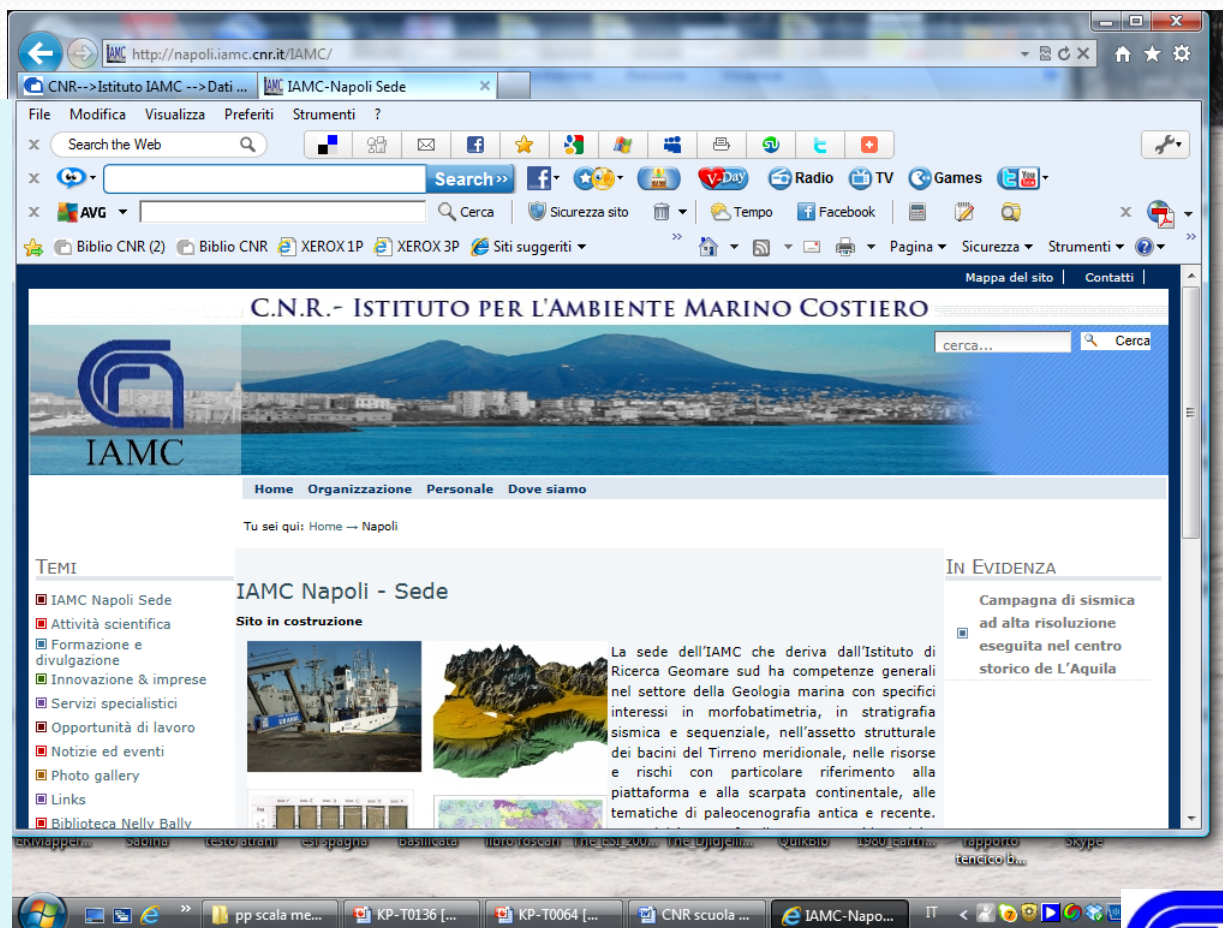 http://napoli.iamc.cnr.it/IAMC/
CNR-->Istituto IAMC -->Dati ... IAMC-Napoli Sede
File Modifica Visualizza Preferiti Strumenti ?
x Search the Web
x Search» V-Day Radio TV Games
x AVG Cerca Sicurezza sito Tempo Facebook x
Biblio CNR (2) Biblio CNR XEROX 1P XEROX 3P Siti suggeriti » Pagina Sicurezza Strumenti »
Mappa del sito | Contatti |
C.N.R.- ISTITUTO PER L'AMBIENTE MARINO COSTIERO
cerca... Cerca
IAMC
Home Organizzazione Personale Dove siamo
Tu sei qui: Home → Napoli
TEMI
IAMC Napoli Sede
Attività scientifica
Formazione e
divulgazione
Innovazione & imprese
Servizi specialistici
Opportunità di lavoro
Notizie ed eventi
Photo gallery
Links
Biblioteca Nelly Bally
IAMC Napoli - Sede
Sito in costruzione
La sede dell'IAMC che deriva dall'Istituto di
Ricerca Geomare sud ha competenze generali
nel settore della Geologia marina con specifici
interessi in morfobatimetria, in stratigrafia
sismica e sequenziale, nell'assetto strutturale
dei bacini del Tirreno meridionale, nelle risorse
e rischi con particolare riferimento alla
piattaforma e alla scarpata continentale, alle
tematiche di paleocenografia antica e recente.
IN EVIDENZA
Campagna di sismica
ad alta risoluzione
eseguita nel centro
storico de L'Aquila
Sabina testo atrani esr spagna Basilicata libro foscari Skype
rapporto
tencico b...
» pp scala me... KP-T0136 [... KP-T0064 [... CNR scuola ... IAMC-Napo... IT <